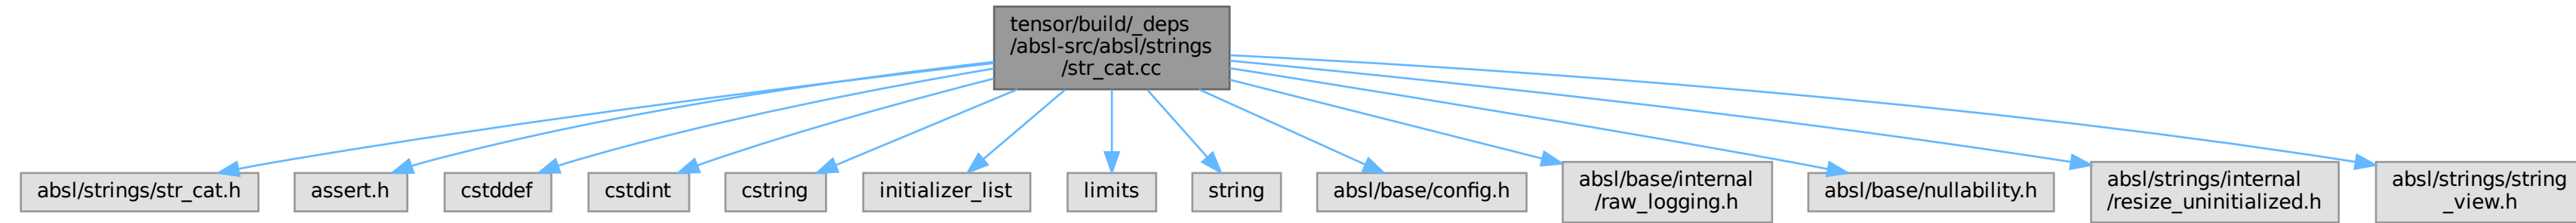 tensor/build/_deps
/absl-src/absl/strings
/str_cat.cc
absl/strings/str_cat.h
assert.h
cstddef
cstdint
cstring
initializer_list
limits
string
absl/base/config.h
absl/base/internal
/raw_logging.h
absl/base/nullability.h
absl/strings/internal
/resize_uninitialized.h
absl/strings/string
_view.h